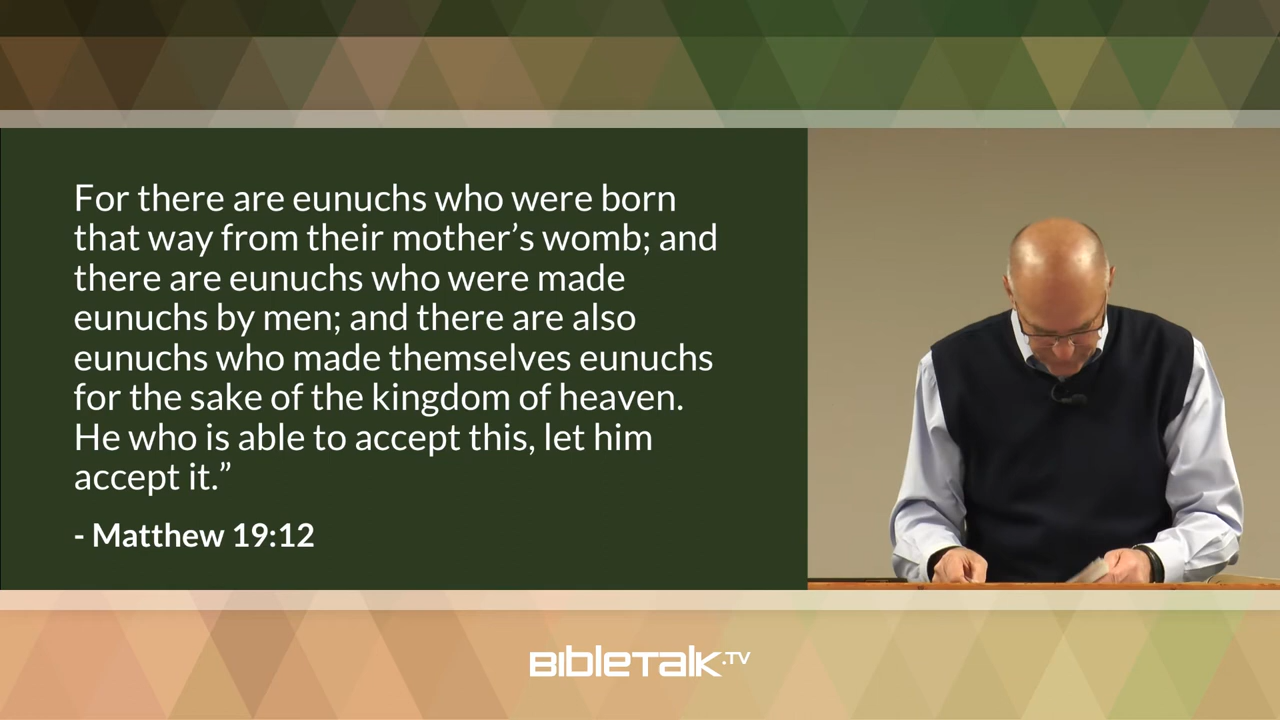 For there are eunuchs who were born
that way from their mother’s womb; and
there are eunuchs who were made
eunuchs by men; and there are also
eunuchs who made themselves eunuchs
for the sake of the kingdom of heaven.
He who is able to accept this, let him
accept it.”
- Matthew 19:12
BIBLETALK.TV